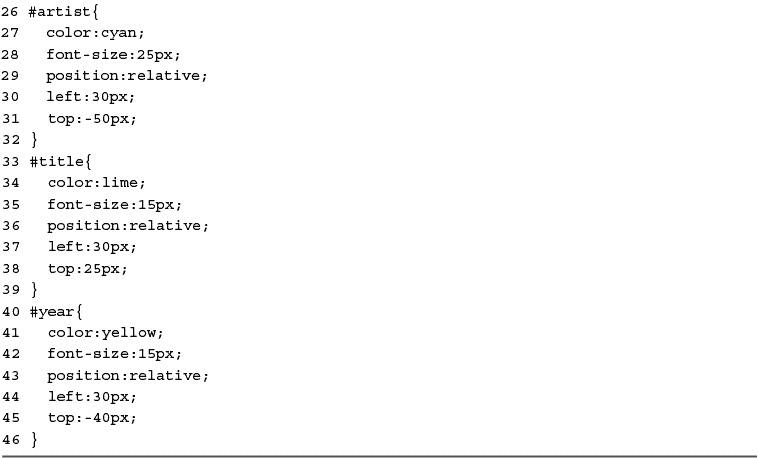 26 #artist{
27   color:cyan;
28   font-size:25px;
29   position:relative;
30   left:30px;
31   top:-50px;
32 }
33 #title{
34   color:lime;
35   font-size:15px;
36   position:relative;
37   left:30px;
38   top:25px;
39 }
40 #year{
41   color:yellow;
42   font-size:15px;
43   position:relative;
44   left:30px;
45   top:-40px;
46 }